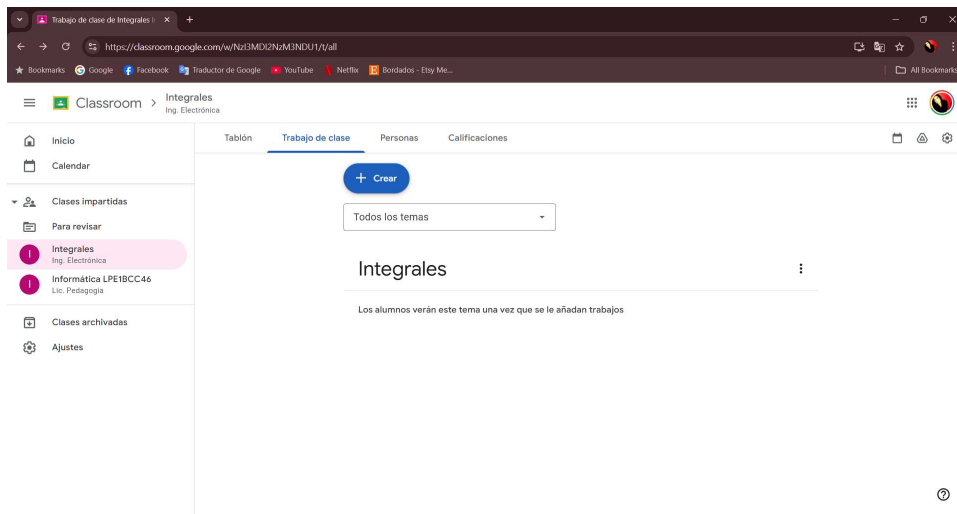 Trabajo de clase de Integrales I
https://classroom.google.com/w/NzI3MDI2NzM3NDU1/t/all
Bookmarks Google Facebook Traductor de Google YouTube Netflix Bordados - Etsy Me... All Bookmarks
Classroom > Integrales
Ing. Electrónica
Tablón Trabajo de clase Personas Calificaciones
Inicio
Calendar
Clases impartidas
Para revisar
I Integrales
Ing. Electrónica
I Informática LPE1BCC46
Lic. Pedagogía
Clases archivadas
Ajustes
+ Crear
Todos los temas
Integrales
Los alumnos verán este tema una vez que se le añadan trabajos